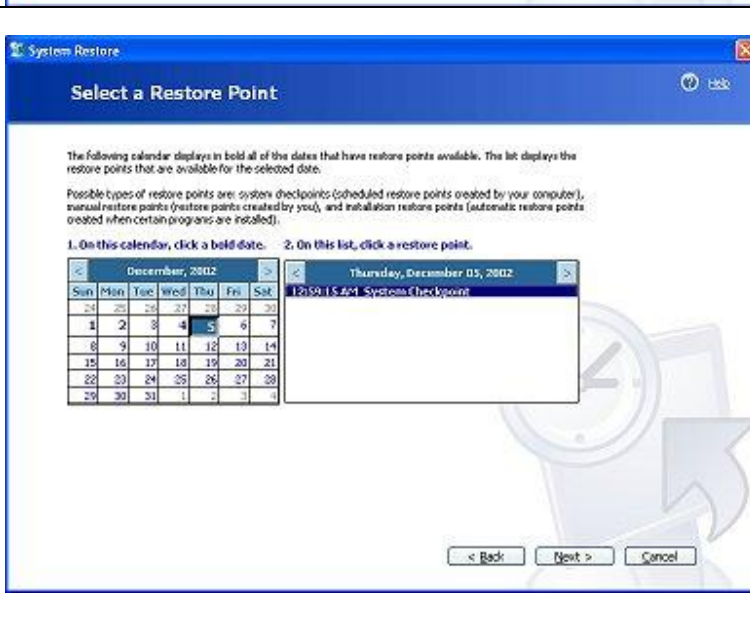 System Restore
Select a Restore Point
Help
The following calendar displays in bold all of the dates that have restore points available. The list displays the
restore points that are available for the selected date.
Possible types of restore points are: system checkpoints (scheduled restore points created by your computer),
manual restore points (restore points created by you), and installation restore points (automatic restore points
created when certain programs are installed).
1. On this calendar, click a bold date. 2. On this list, click a restore point.
< December, 2002 > < Thursday, December 05, 2002 >
Sun Mon Tue Wed Thu Fri Sat 12:59:15 AM System Checkpoint
24 25 26 27 28 29 30
1 2 3 4 5 6 7
8 9 10 11 12 13 14
15 16 17 18 19 20 21
22 23 24 25 26 27 28
29 30 31 1 2 3 4
< Back Next > Cancel